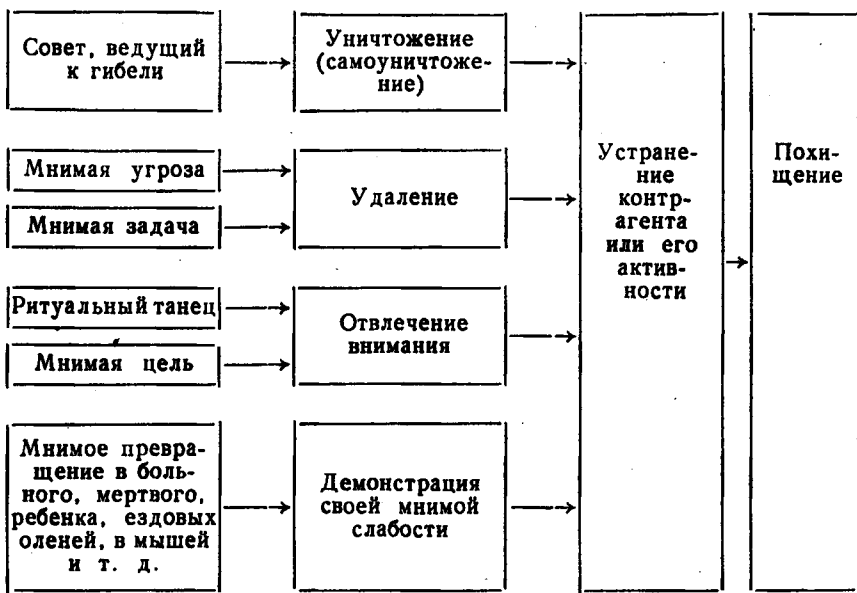 Совет, ведущий
к гибели
Уничтожение
(самоуничтоже-
ние)
Мнимая угроза
Мнимая задача
Удаление
Ритуальный танец
Мнимая цель
Отвлечение
внимания
Мнимое превра-
щение в боль-
ного, мертвого,
ребенка, ездовых
оленей, в мышей
и т. д.
Демонстрация
своей мнимой
слабости
Устране-
ние
контр-
агента
или его
актив-
ности
Похи-
щение